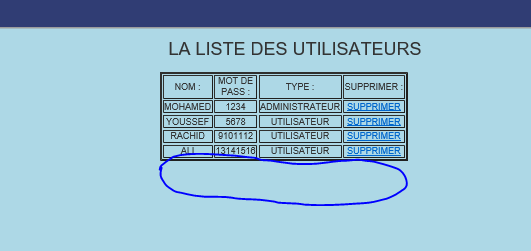 LA LISTE DES UTILISATEURS
NOM : MOT DE PASS : TYPE : SUPPRIMER :
MOHAMED 1234 ADMINISTRATEUR SUPPRIMER
YOUSSEF 5678 UTILISATEUR SUPPRIMER
RACHID 9101112 UTILISATEUR SUPPRIMER
ALI 13141516 UTILISATEUR SUPPRIMER